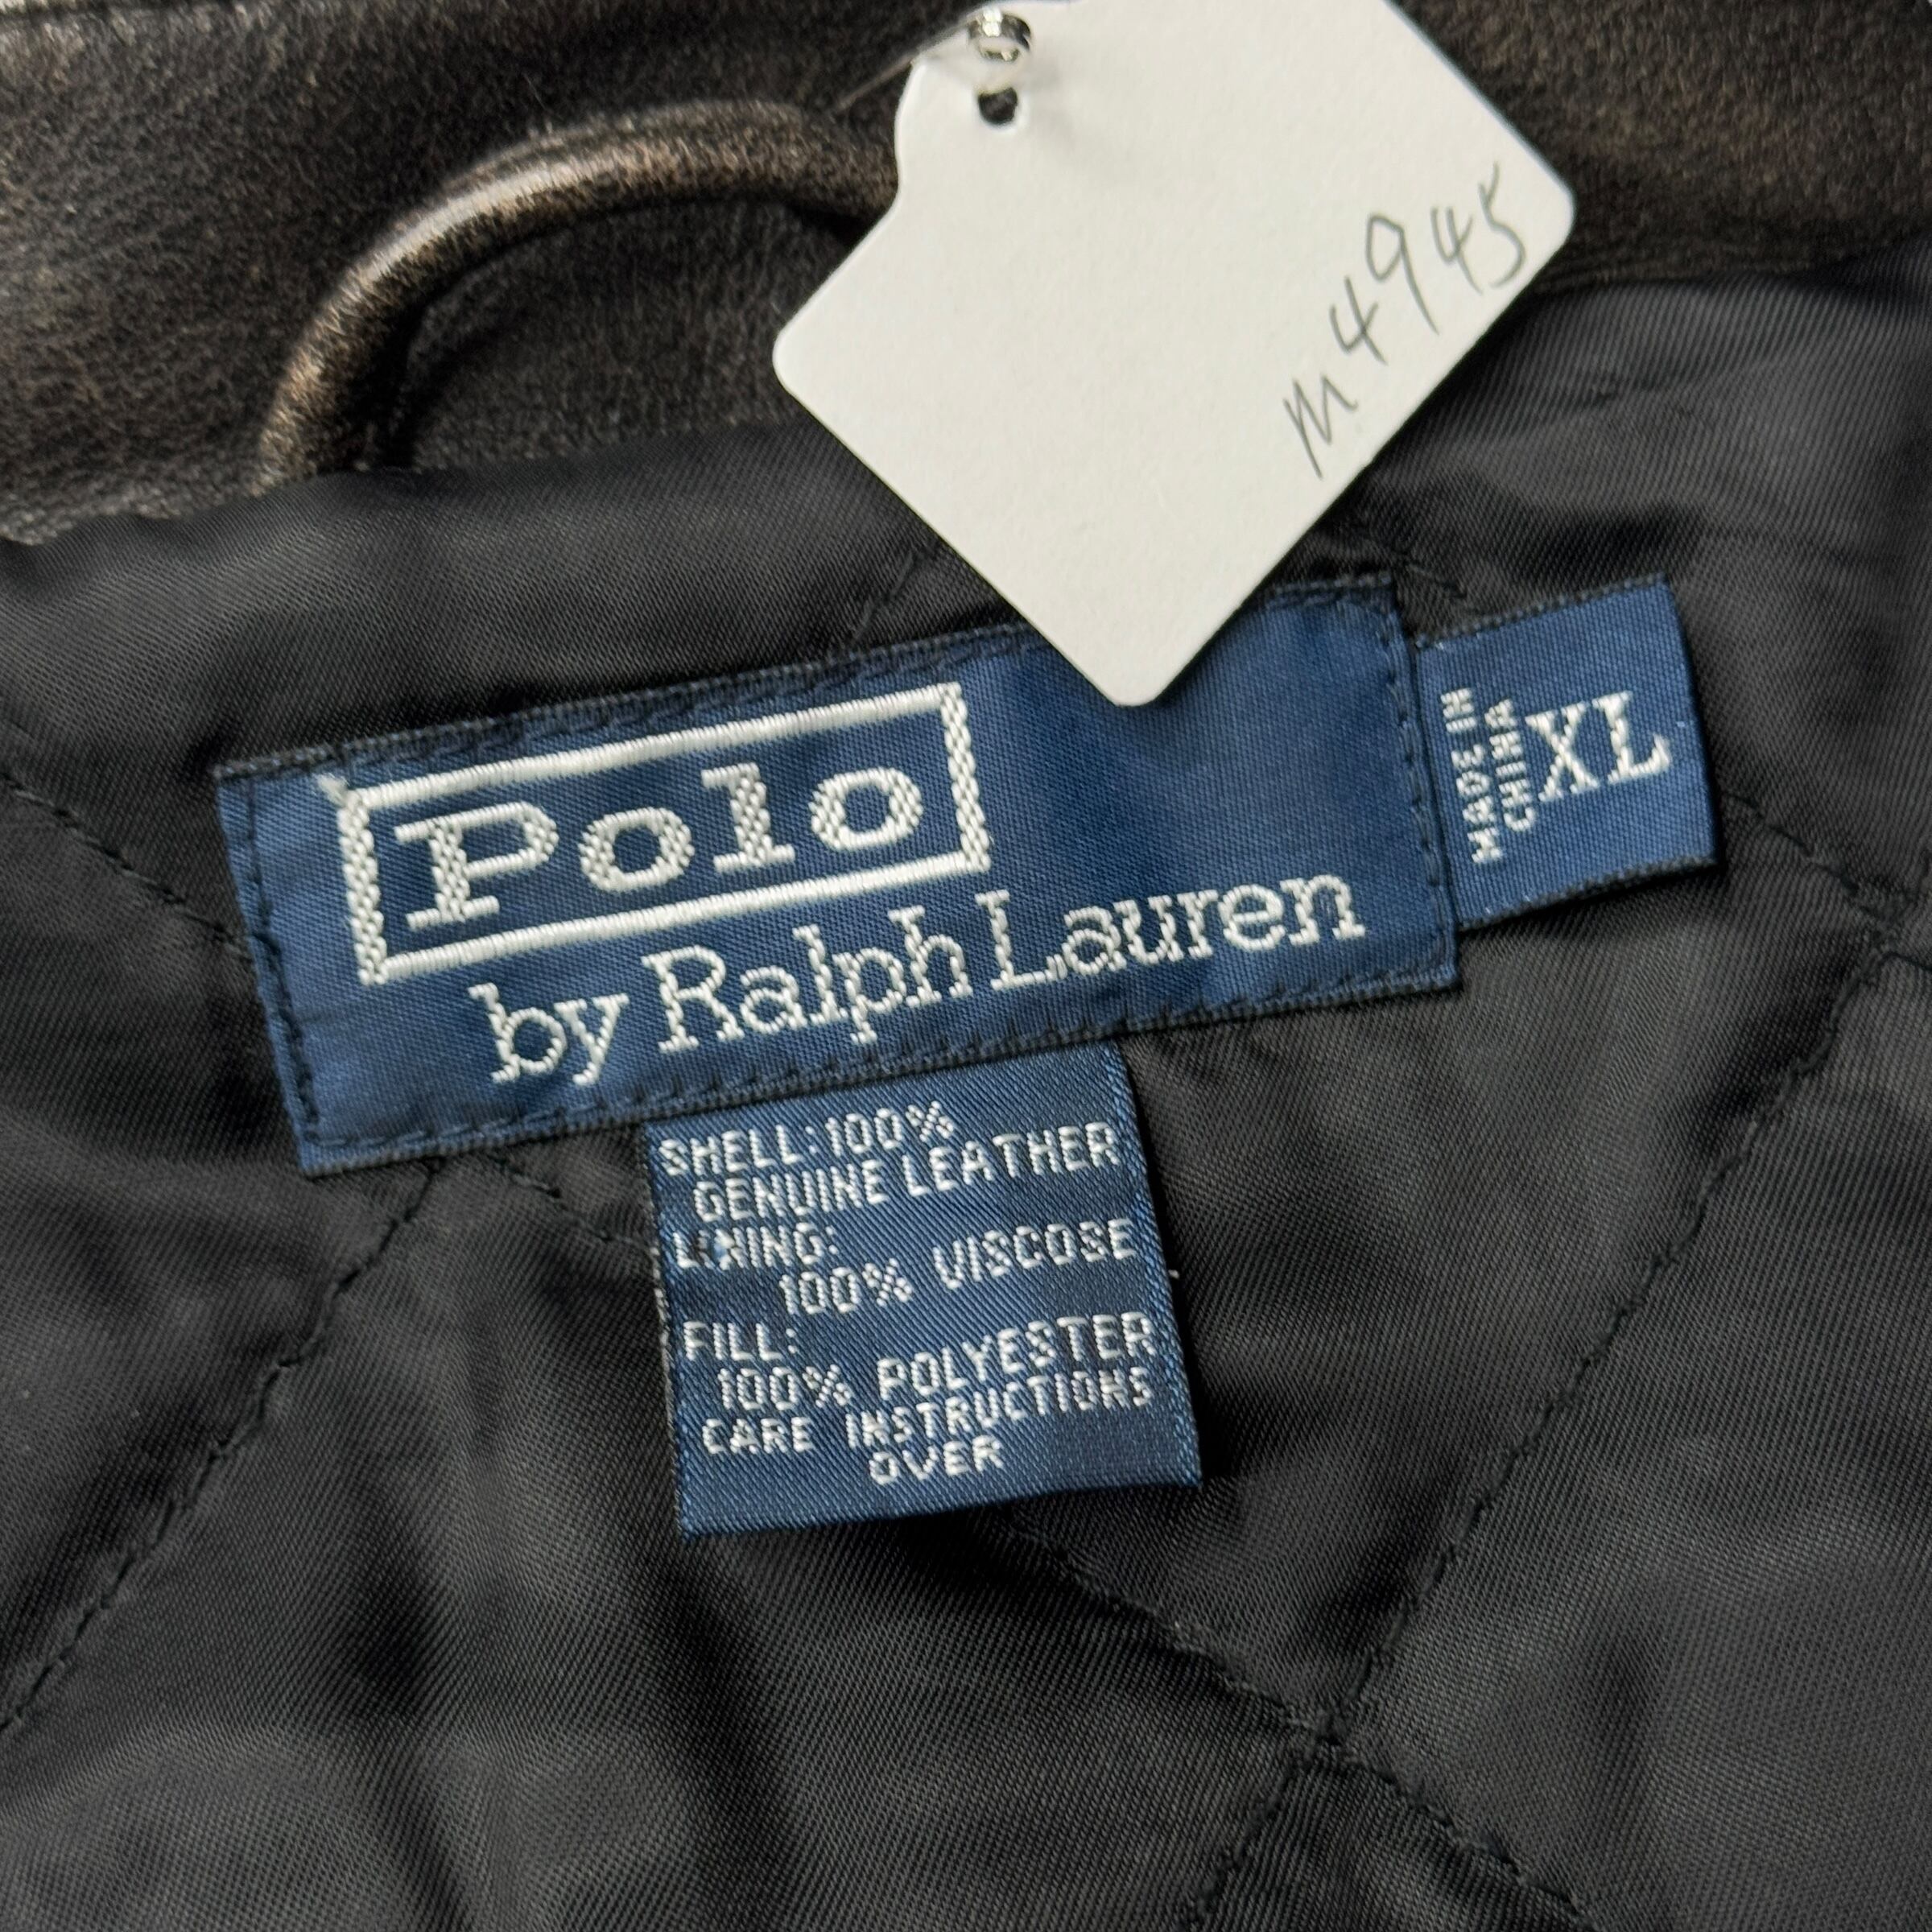 m4945
Polo
by Ralph Lauren
MADE IN
CHINA
XL
SHELL:100%
GENUINE LEATHER
LINING:
100% VISCOSE
FILL:
100% POLYESTER
CARE INSTRUCTIONS
OVER